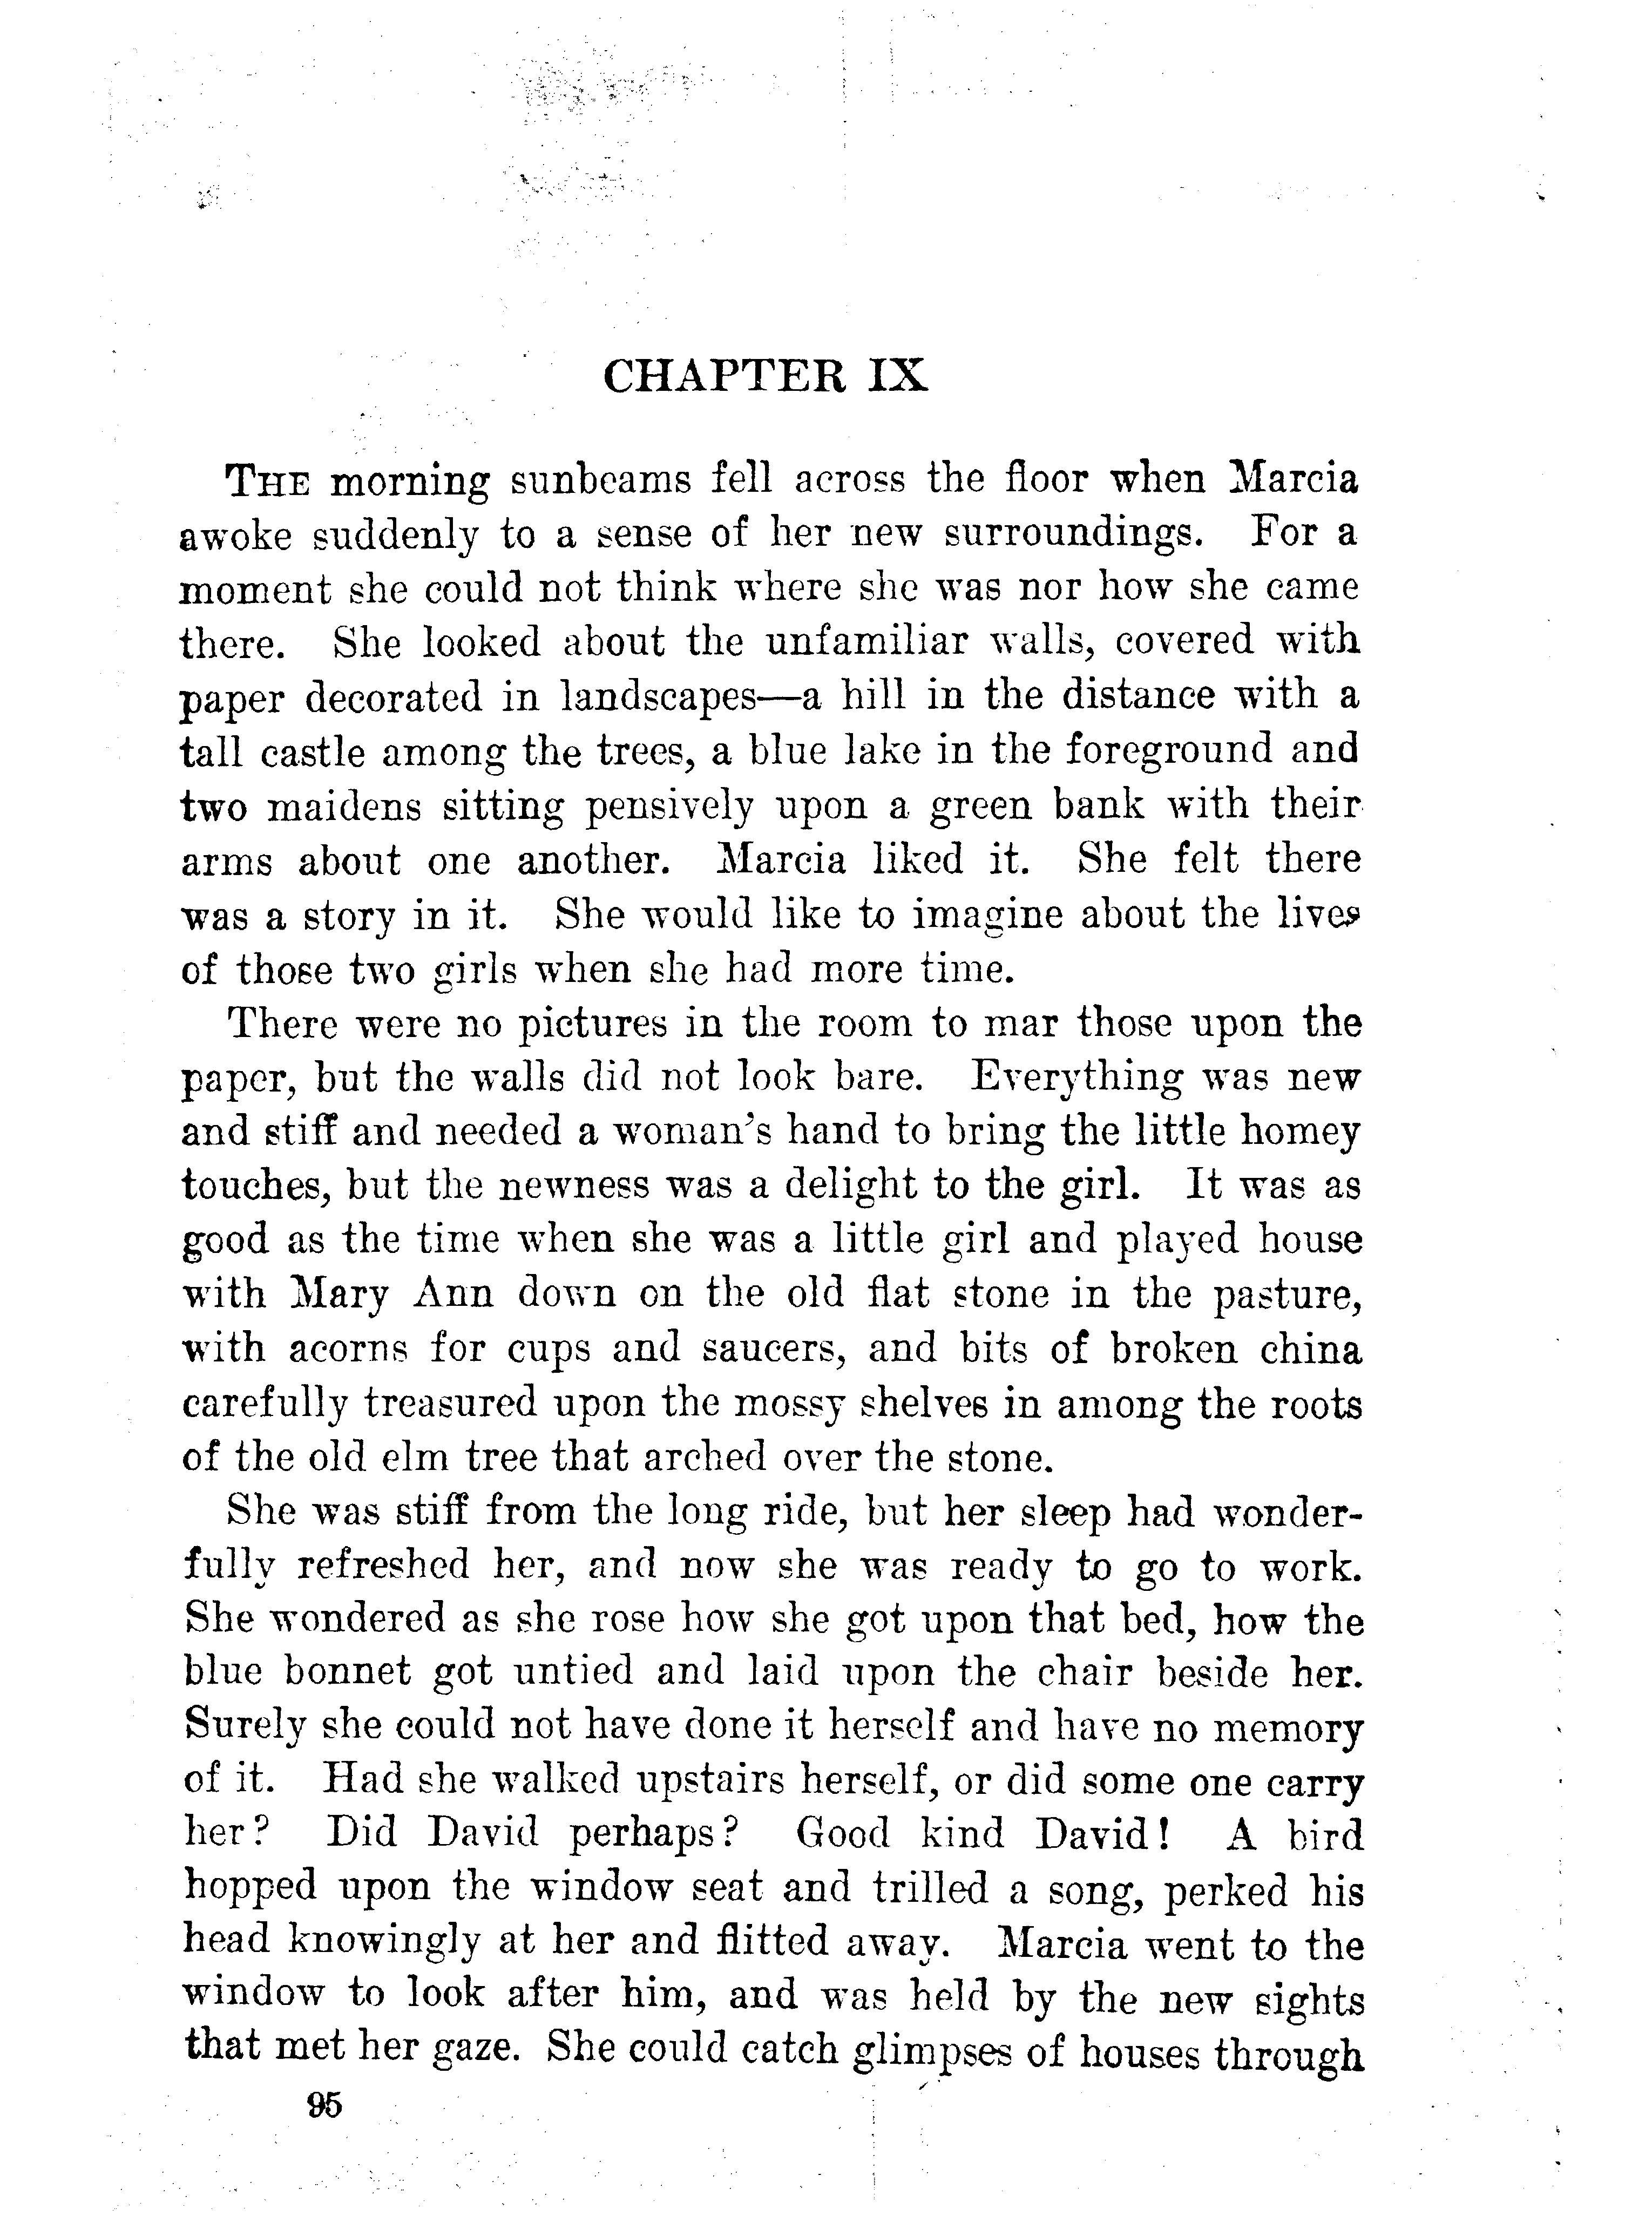 CHAPTER IX
THE morning sunbeams fell across the floor when Marcia
awoke suddenly to a sense of her new surroundings. For a
moment she could not think where she was nor how she came
there. She looked about the unfamiliar walls, covered with
paper decorated in landscapes—a hill in the distance with a
tall castle among the trees, a blue lake in the foreground and
two maidens sitting pensively upon a green bank with their
arms about one another. Marcia liked it. She felt there
was a story in it. She would like to imagine about the lives
of those two girls when she had more time.
There were no pictures in the room to mar those upon the
paper, but the walls did not look bare. Everything was new
and stiff and needed a woman's hand to bring the little homey
touches, but the newness was a delight to the girl. It was as
good as the time when she was a little girl and played house
with Mary Ann down on the old flat stone in the pasture,
with acorns for cups and saucers, and bits of broken china
carefully treasured upon the mossy shelves in among the roots
of the old elm tree that arched over the stone.
She was stiff from the long ride, but her sleep had wonder-
fully refreshed her, and now she was ready to go to work.
She wondered as she rose how she got upon that bed, how the
blue bonnet got untied and laid upon the chair beside her.
Surely she could not have done it herself and have no memory
of it. Had she walked upstairs herself, or did some one carry
her? Did David perhaps? Good kind David! A bird
hopped upon the window seat and trilled a song, perked his
head knowingly at her and flitted away. Marcia went to the
window to look after him, and was held by the new sights
that met her gaze. She could catch glimpses of houses through
95